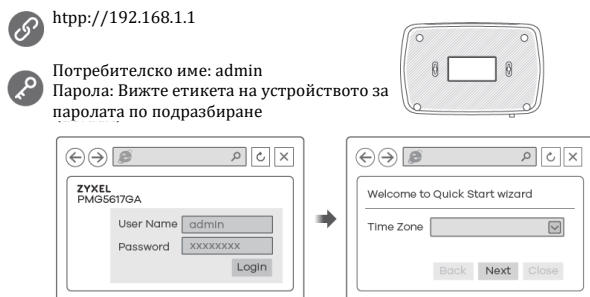 htpp://192.168.1.1
Потребителско име: admin
Парола: Вижте етикета на устройството за
паролата по подразбиране
ZYXEL
PMG5617GA
User Name admin
Password xxxxxxxx
Login
Welcome to Quick Start wizard
Time Zone
Back Next Close